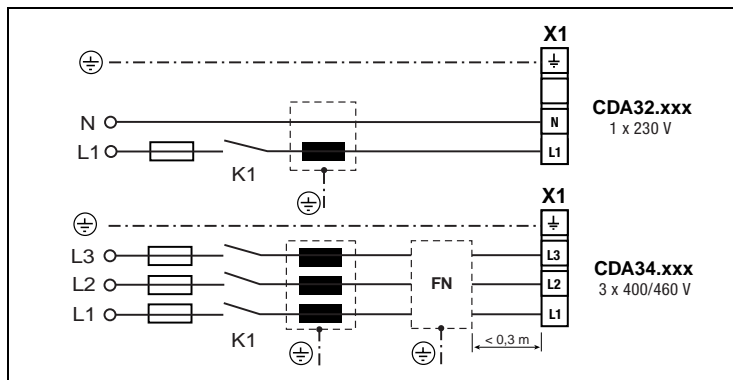 X1
N
L1
K1
N
L1
CDA32.xxx
1 x 230 V
X1
L3
L2
L1
K1
FN
< 0,3 m
L3
L2
L1
CDA34.xxx
3 x 400/460 V